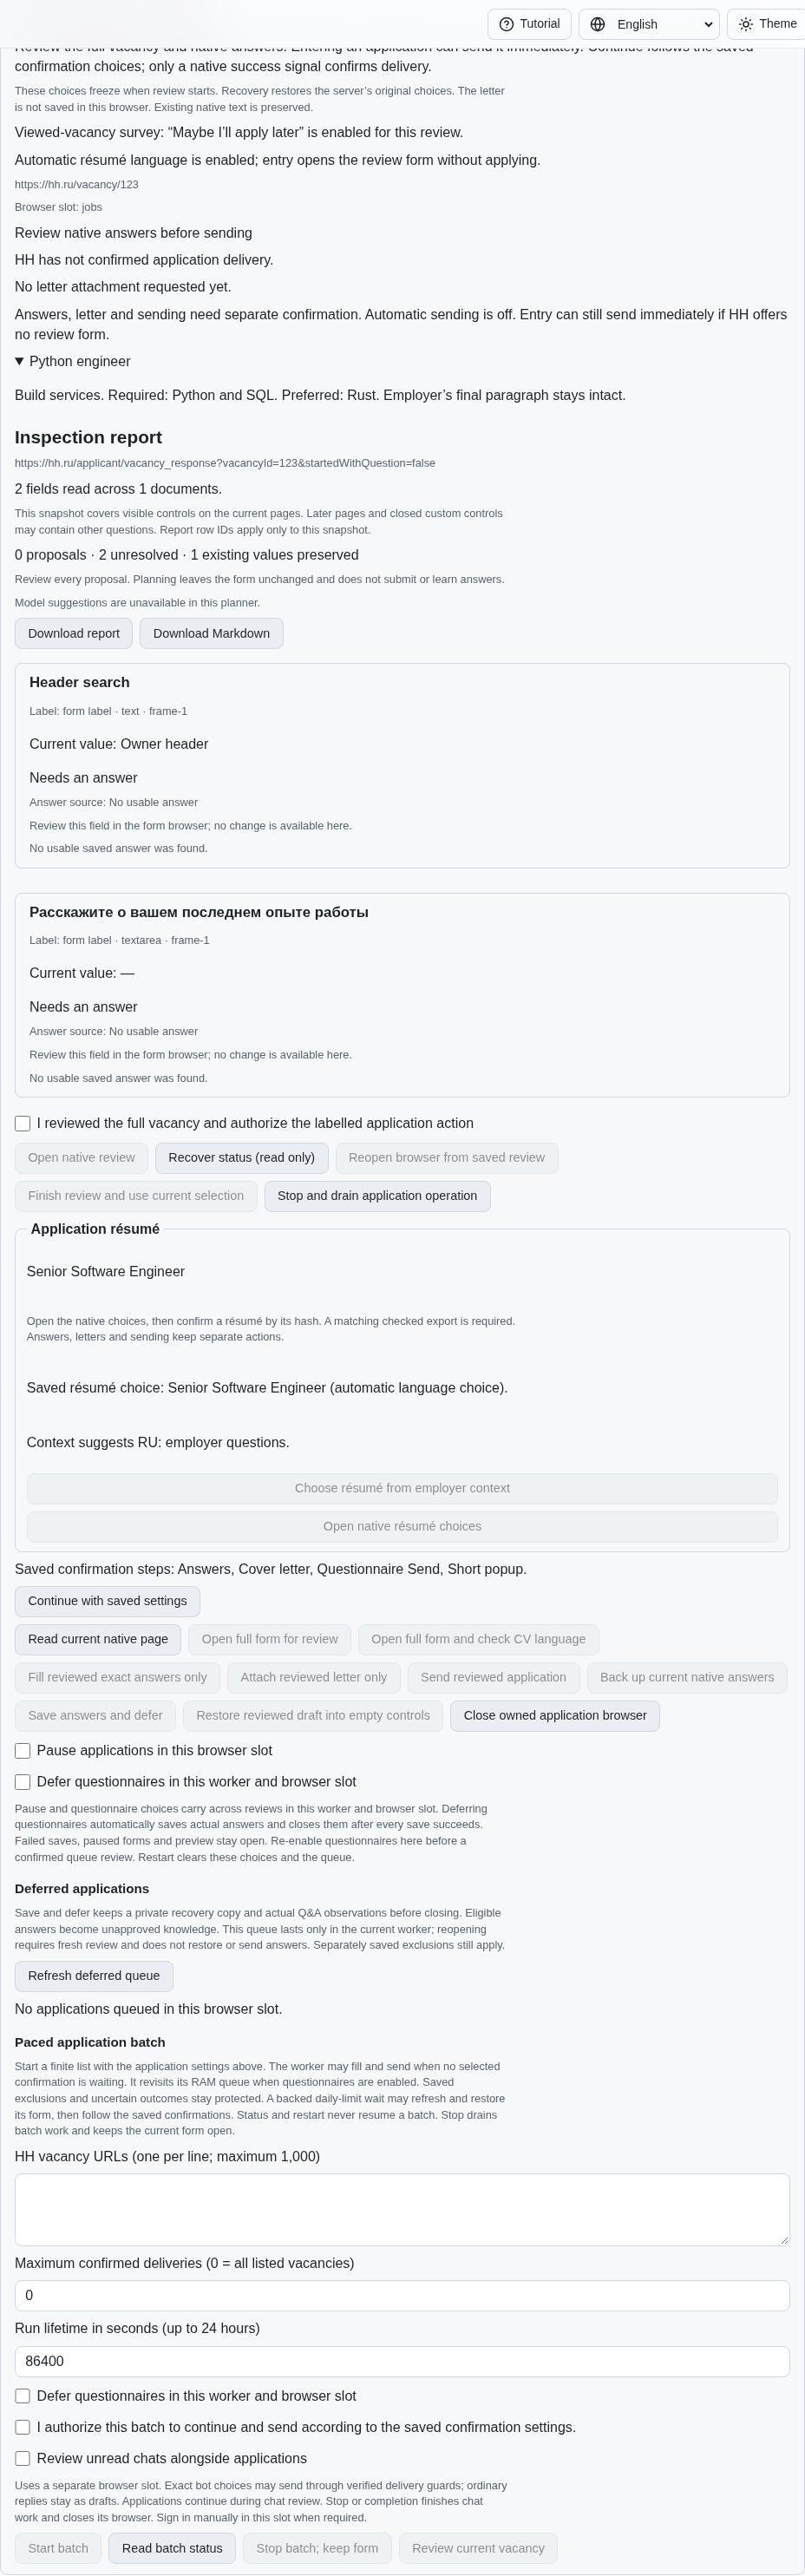 Tutorial
English
Theme
Review the full vacancy and native answers. Entering an application can send it immediately. Continue follows the saved
confirmation choices; only a native success signal confirms delivery.
These choices freeze when review starts. Recovery restores the server’s original choices. The letter
is not saved in this browser. Existing native text is preserved.
Viewed-vacancy survey: “Maybe I’ll apply later” is enabled for this review.
Automatic résumé language is enabled; entry opens the review form without applying.
https://hh.ru/vacancy/123
Browser slot: jobs
Review native answers before sending
HH has not confirmed application delivery.
No letter attachment requested yet.
Answers, letter and sending need separate confirmation. Automatic sending is off. Entry can still send immediately if HH offers
no review form.
Python engineer
Build services. Required: Python and SQL. Preferred: Rust. Employer’s final paragraph stays intact.
Inspection report
https://hh.ru/applicant/vacancy_response?vacancyId=123&startedWithQuestion=false
2 fields read across 1 documents.
This snapshot covers visible controls on the current pages. Later pages and closed custom controls
may contain other questions. Report row IDs apply only to this snapshot.
0 proposals · 2 unresolved · 1 existing values preserved
Review every proposal. Planning leaves the form unchanged and does not submit or learn answers.
Model suggestions are unavailable in this planner.
Download report
Download Markdown
Header search
Label: form label · text · frame-1
Current value: Owner header
Needs an answer
Answer source: No usable answer
Review this field in the form browser; no change is available here.
No usable saved answer was found.
Расскажите о вашем последнем опыте работы
Label: form label · textarea · frame-1
Current value: —
Needs an answer
Answer source: No usable answer
Review this field in the form browser; no change is available here.
No usable saved answer was found.
I reviewed the full vacancy and authorize the labelled application action
Open native review
Recover status (read only)
Reopen browser from saved review
Finish review and use current selection
Stop and drain application operation
Application résumé
Senior Software Engineer
Open the native choices, then confirm a résumé by its hash. A matching checked export is required.
Answers, letters and sending keep separate actions.
Saved résumé choice: Senior Software Engineer (automatic language choice).
Context suggests RU: employer questions.
Choose résumé from employer context
Open native résumé choices
Saved confirmation steps: Answers, Cover letter, Questionnaire Send, Short popup.
Continue with saved settings
Read current native page
Open full form for review
Open full form and check CV language
Fill reviewed exact answers only
Attach reviewed letter only
Send reviewed application
Back up current native answers
Save answers and defer
Restore reviewed draft into empty controls
Close owned application browser
Pause applications in this browser slot
Defer questionnaires in this worker and browser slot
Pause and questionnaire choices carry across reviews in this worker and browser slot. Deferring
questionnaires automatically saves actual answers and closes them after every save succeeds.
Failed saves, paused forms and preview stay open. Re-enable questionnaires here before a
confirmed queue review. Restart clears these choices and the queue.
Deferred applications
Save and defer keeps a private recovery copy and actual Q&A observations before closing. Eligible
answers become unapproved knowledge. This queue lasts only in the current worker; reopening
requires fresh review and does not restore or send answers. Separately saved exclusions still apply.
Refresh deferred queue
No applications queued in this browser slot.
Paced application batch
Start a finite list with the application settings above. The worker may fill and send when no selected
confirmation is waiting. It revisits its RAM queue when questionnaires are enabled. Saved
exclusions and uncertain outcomes stay protected. A backed daily-limit wait may refresh and restore
its form, then follow the saved confirmations. Status and restart never resume a batch. Stop drains
batch work and keeps the current form open.
HH vacancy URLs (one per line; maximum 1,000)
Maximum confirmed deliveries (0 = all listed vacancies)
0
Run lifetime in seconds (up to 24 hours)
86400
Defer questionnaires in this worker and browser slot
I authorize this batch to continue and send according to the saved confirmation settings.
Review unread chats alongside applications
Uses a separate browser slot. Exact bot choices may send through verified delivery guards; ordinary
replies stay as drafts. Applications continue during chat review. Stop or completion finishes chat
work and closes its browser. Sign in manually in this slot when required.
Start batch
Read batch status
Stop batch; keep form
Review current vacancy